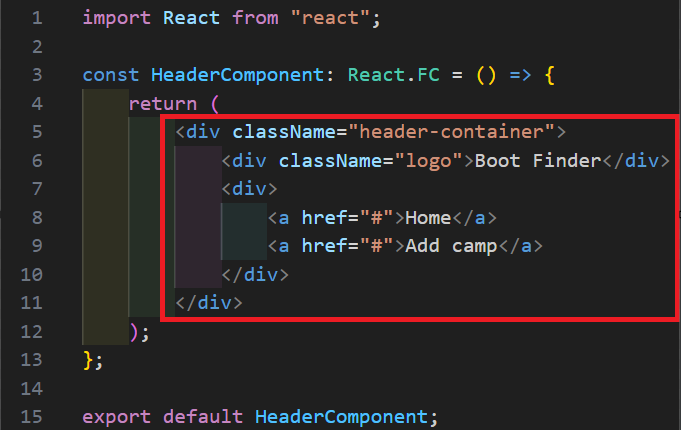 1 import React from "react";
2
3 const HeaderComponent: React.FC = () => {
4     return (
5         <div className="header-container">
6             <div className="logo">Boot Finder</div>
7             <div>
8                 <a href="#">Home</a>
9                 <a href="#">Add camp</a>
10             </div>
11         </div>
12     );
13 };
14
15 export default HeaderComponent;